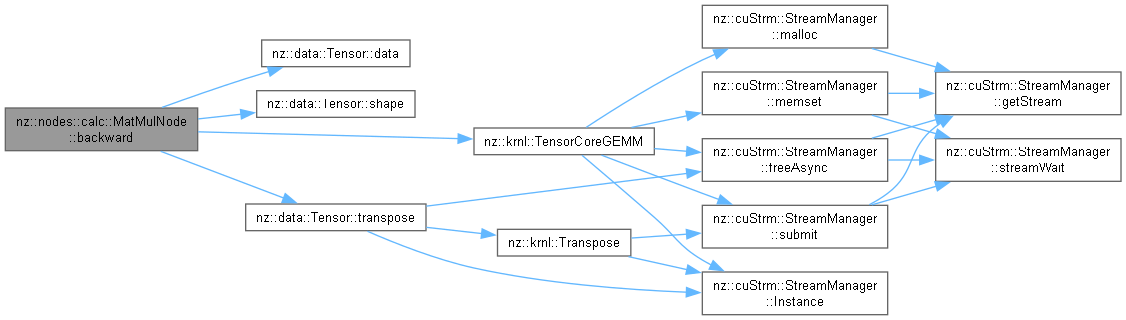 nz::nodes::calc::MatMulNode
::backward
nz::data::Tensor::data
nz::data::Tensor::shape
nz::krnl::TensorCoreGEMM
nz::data::Tensor::transpose
nz::krnl::Transpose
nz::cuStrm::StreamManager
::malloc
nz::cuStrm::StreamManager
::memset
nz::cuStrm::StreamManager
::freeAsync
nz::cuStrm::StreamManager
::submit
nz::cuStrm::StreamManager
::Instance
nz::cuStrm::StreamManager
::getStream
nz::cuStrm::StreamManager
::streamWait